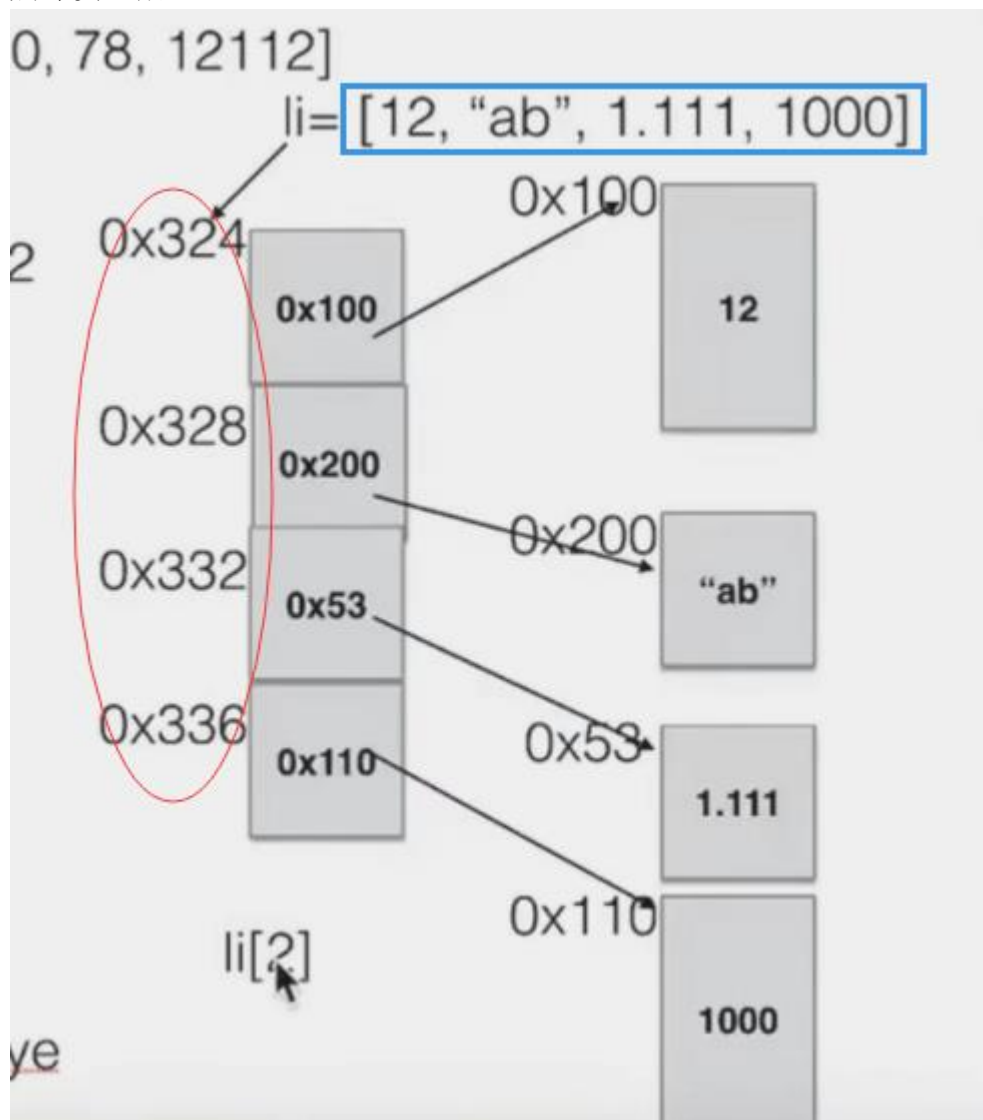 0, 78, 12112]
li= [12, “ab”, 1.111, 1000]
0x100
0x324
2
0x100
12
0x328
0x200
0x200
“ab”
0x332
0x53
0x53
1.111
0x336
0x110
0x110
li[2]
1000
ye